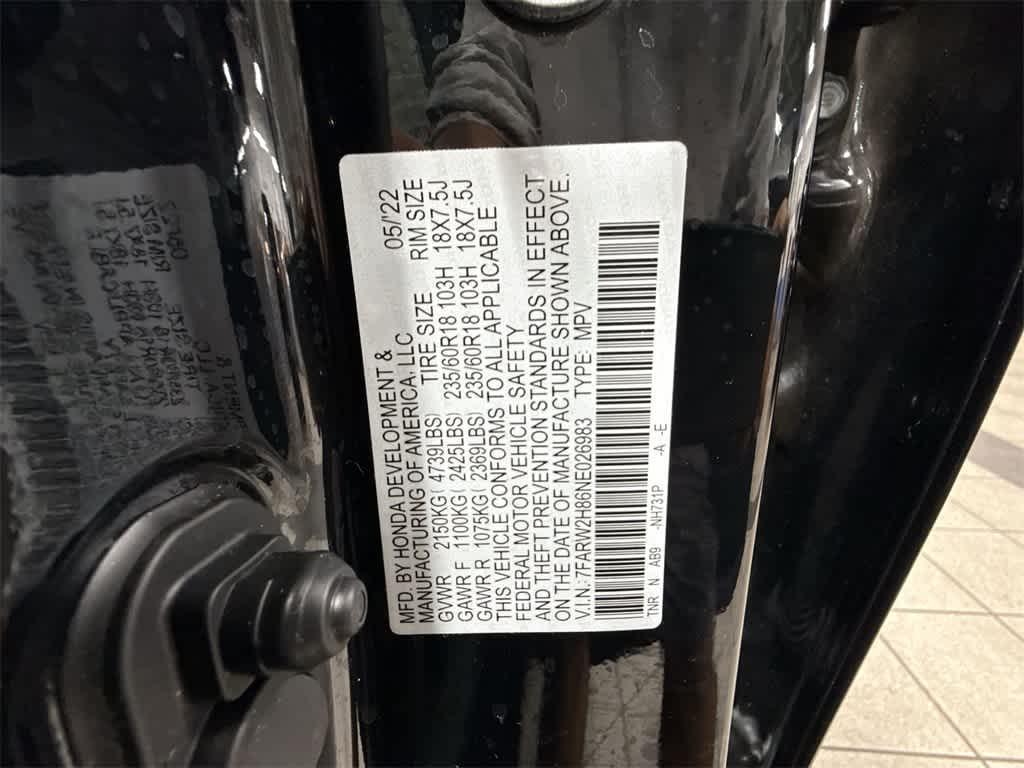 MFD. BY HONDA DEVELOPMENT &
MANUFACTURING OF AMERICA, LLC 05/'22
GVWR 2150KG( 4739LBS) TIRE SIZE RIM SIZE
GAWR F 1100KG( 2425LBS) 235/60R18 103H 18X7.5J
GAWR R 1075KG( 2369LBS) 235/60R18 103H 18X7.5J
THIS VEHICLE CONFORMS TO ALL APPLICABLE
FEDERAL MOTOR VEHICLE SAFETY
AND THEFT PREVENTION STANDARDS IN EFFECT
ON THE DATE OF MANUFACTURE SHOWN ABOVE.
V.I.N.: 7FARW2H86NE026983 TYPE: MPV
TNR N AB9 -NH731P -A -E